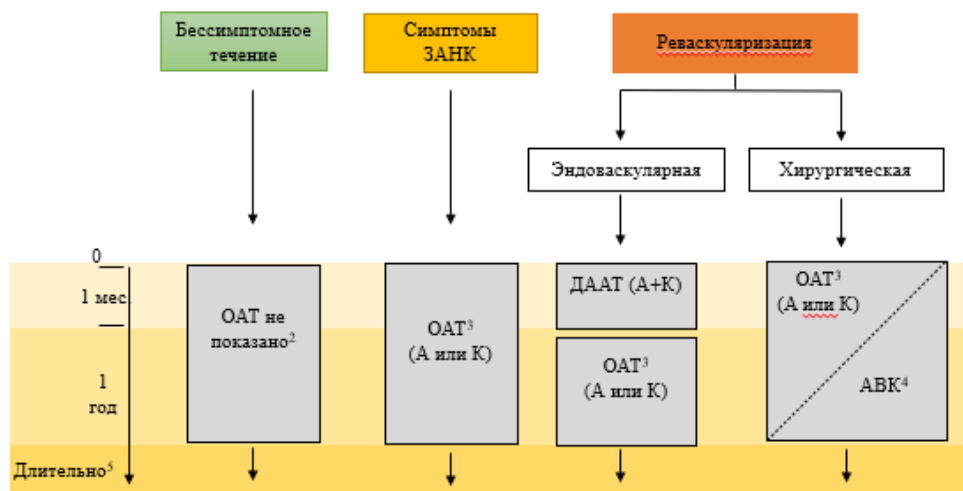 Бессимптомное
течение
Симптомы
ЗАНК
Реваскуляризация
Эндоваскулярная
Хирургическая
0
1 мес.
1
год
Длительно⁵
ОАТ не
показано²
ОАТ³
(А или К)
ДААТ (А+К)
ОАТ³
(А или К)
ОАТ³
(А или К)
АВК⁴